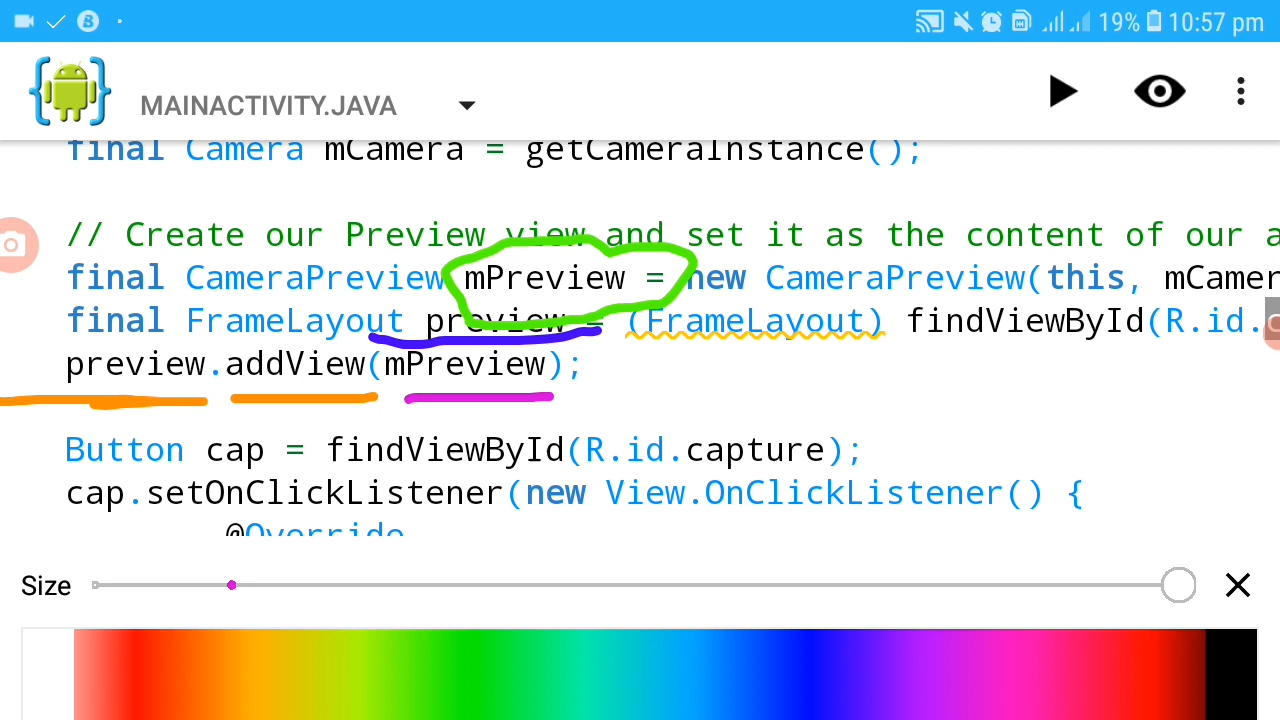 19% 10:57 pm
MAINACTIVITY.JAVA
final Camera mCamera = getCameraInstance();
// Create our Preview view and set it as the content of our a
final CameraPreview mPreview = new CameraPreview(this, mCamer
final FrameLayout preview = (FrameLayout) findViewById(R.id.
preview.addView(mPreview);
Button cap = findViewById(R.id.capture);
cap.setOnClickListener(new View.OnClickListener() {
@Override
Size